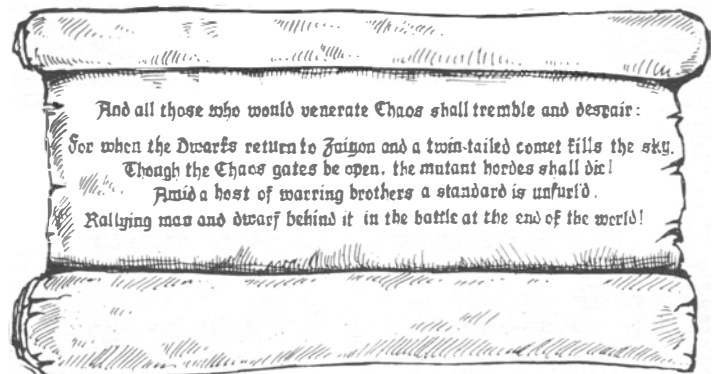 And all those who would venerate Chaos shall tremble and despair:
For when the Dwarfs return to Zaiyon and a twin-tailed comet fills the sky.
Though the Chaos gates be open, the mutant hordes shall die!
Amid a host of warring brothers a standard is unfurl'd.
Rallying man and dwarf behind it in the battle at the end of the world!